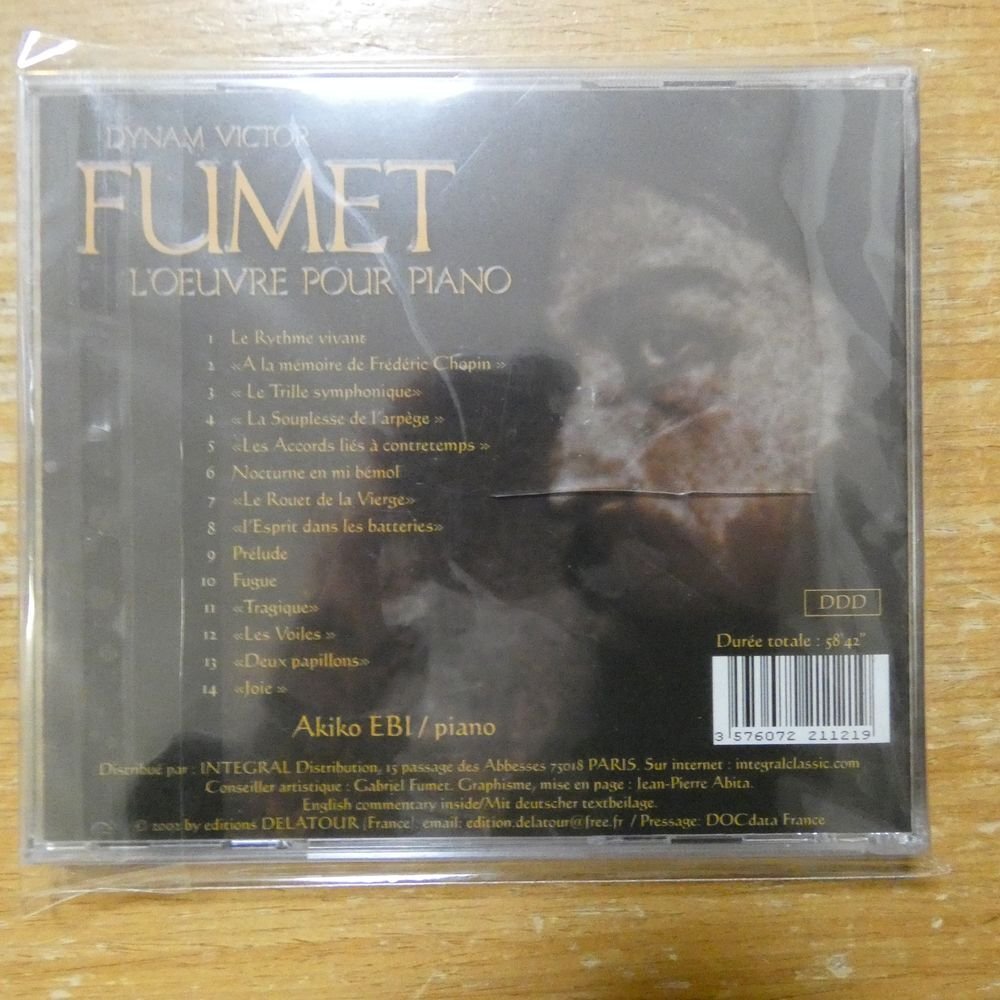 DYNAM VICTOR
FUMET
L'OEUVRE POUR PIANO
1 Le Rythme vivant
2 «A la mémoire de Frédéric Chopin »
3 « Le Trille symphonique»
4 « La Souplesse de l'arpège »
5 «Les Accords liés à contretemps »
6 Nocturne en mi bémol
7 «Le Rouet de la Vierge»
8 «l'Esprit dans les batteries»
9 Prélude
10 Fugue
11 «Tragique»
12 «Les Voiles »
13 «Deux papillons»
14 «Joie »
DDD
Durée totale : 58'42"
3 576072 211219
Akiko EBI / piano
Distribué par : INTEGRAL Distribution, 15 passage des Abbesses 75018 PARIS. Sur internet : integralclassic.com
Conseiller artistique : Gabriel Fumet. Graphisme, mise en page : Jean-Pierre Abita.
English commentary inside/Mit deutscher textbeilage.
© 2002 by editions DELATOUR (France). email: edition.delatour@free.fr / Pressage: DOCdata France